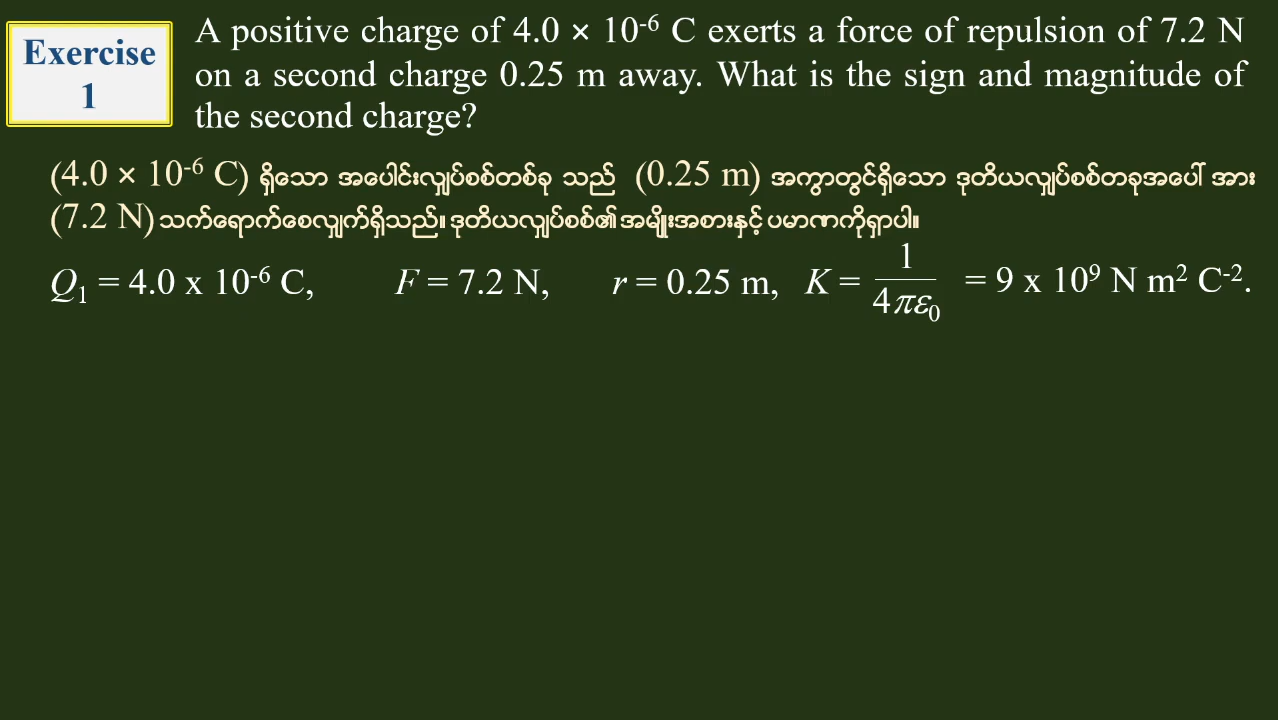 Exercise
1
A positive charge of 4.0 × 10⁻⁶ C exerts a force of repulsion of 7.2 N
on a second charge 0.25 m away. What is the sign and magnitude of
the second charge?
(4.0 × 10⁻⁶ C) ရှိသော အပေါင်းလျှပ်စစ်တစ်ခု သည် (0.25 m) အကွာတွင်ရှိသော ဒုတိယလျှပ်စစ်တခုအပေါ် အား
(7.2 N) သက်ရောက်စေလျှက်ရှိသည်။ ဒုတိယလျှပ်စစ်၏ အမျိုးအစားနှင့် ပမာဏကိုရှာပါ။
Q₁ = 4.0 x 10⁻⁶ C, F = 7.2 N, r = 0.25 m, K = 1/4πε₀ = 9 x 10⁹ N m² C⁻².